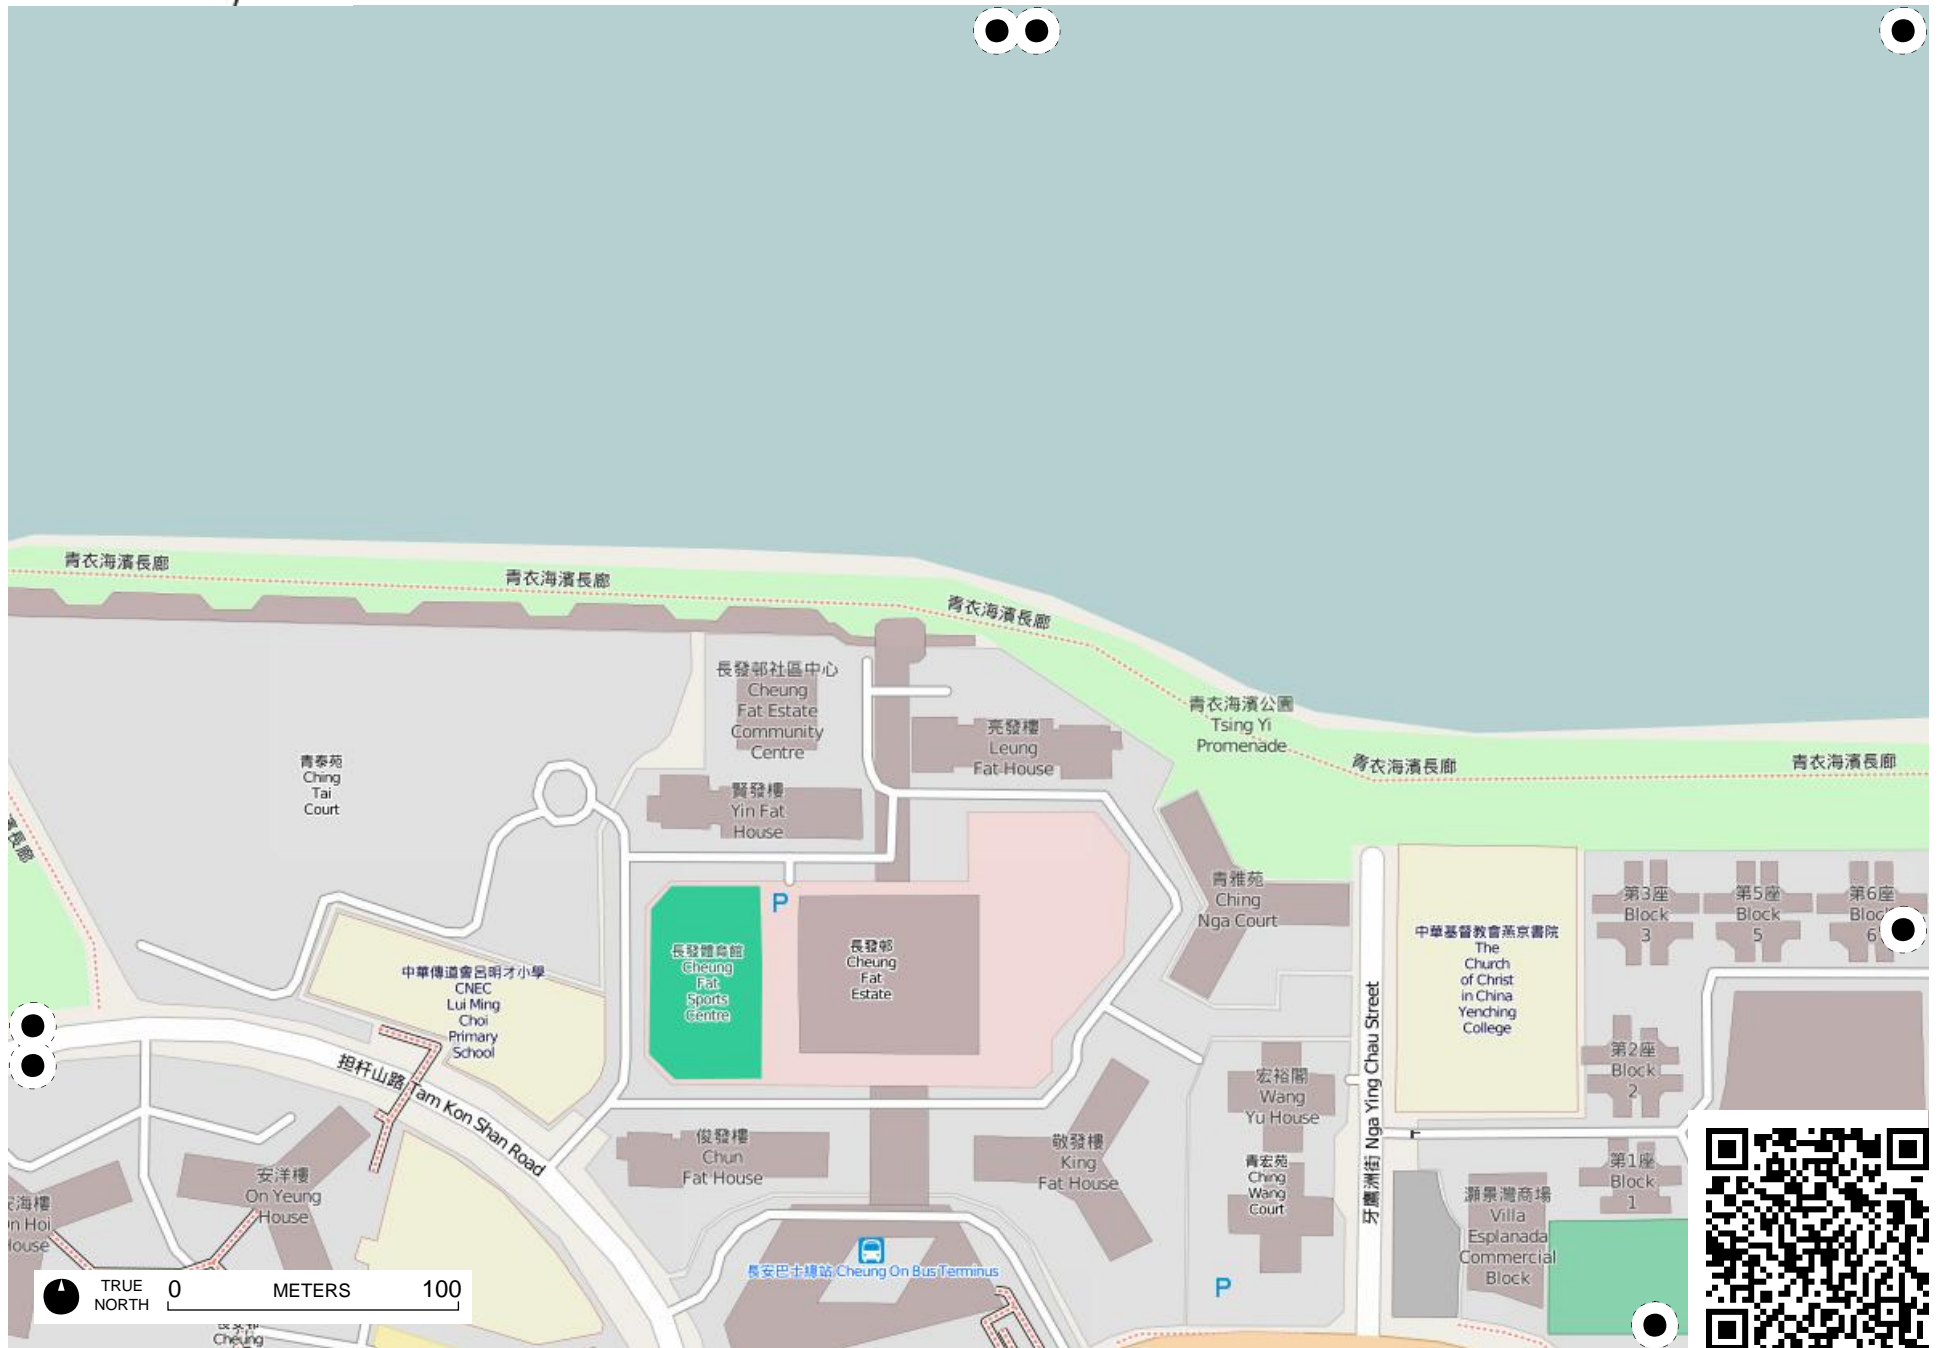 青衣海濱長廊
青衣海濱長廊
青衣海濱長廊
長發邨社區中心
Cheung
Fat Estate
Community
Centre
青衣海濱公園
Tsing Yi
Promenade
亮發樓
Leung
Fat House
青衣海濱長廊
青衣海濱長廊
青泰苑
Ching
Tai
Court
賢發樓
Yin Fat
House
長廊
青雅苑
Ching
Nga Court
第3座
Block
3
第5座
Block
5
第6座
Block
6
P
長發體育館
Cheung
Fat
Sports
Centre
長發邨
Cheung
Fat
Estate
中華基督教會燕京書院
The
Church
of Christ
in China
Yenching
College
中華傳道會呂明才小學
CNEC
Lui Ming
Choi
Primary
School
担杆山路 Tam Kon Shan Road
牙鷹洲街 Nga Ying Chau Street
第2座
Block
2
宏裕閣
Wang
Yu House
俊發樓
Chun
Fat House
敬發樓
King
Fat House
青宏苑
Ching
Wang
Court
第1座
Block
1
安洋樓
On Yeung
House
海樓
Hoi
灝景灣商場
Villa
Esplanada
Commercial
Block
長安巴士總站 Cheung On Bus Terminus
P
TRUE
NORTH
0 METERS 100
Cheung